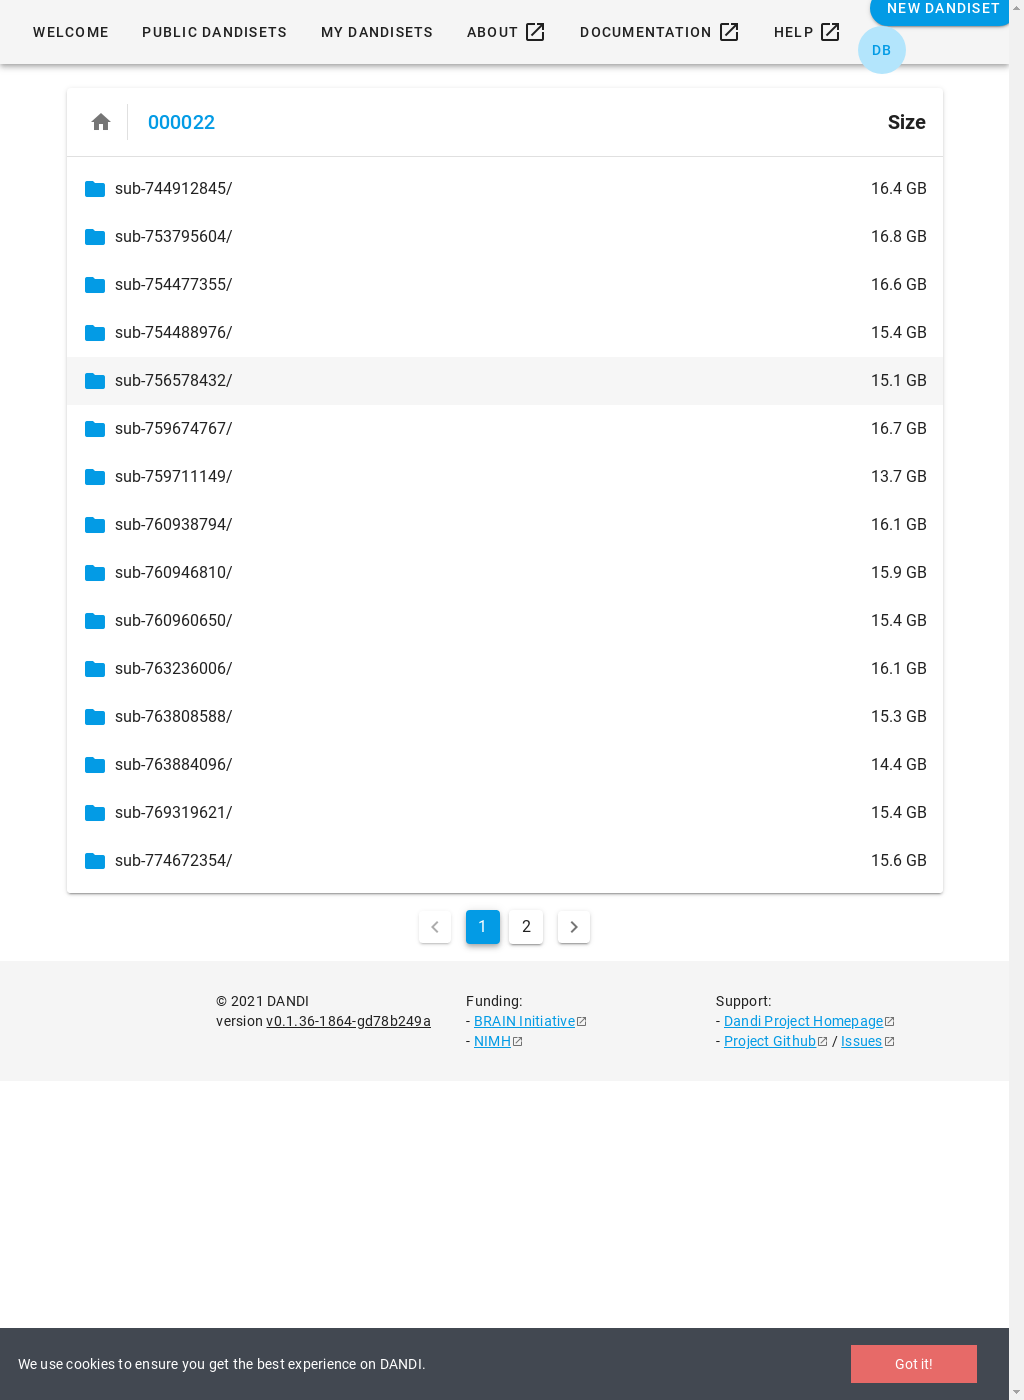 WELCOME PUBLIC DANDISETS MY DANDISETS ABOUT DOCUMENTATION HELP NEW DANDISET
DB
000022 Size
sub-744912845/ 16.4 GB
sub-753795604/ 16.8 GB
sub-754477355/ 16.6 GB
sub-754488976/ 15.4 GB
sub-756578432/ 15.1 GB
sub-759674767/ 16.7 GB
sub-759711149/ 13.7 GB
sub-760938794/ 16.1 GB
sub-760946810/ 15.9 GB
sub-760960650/ 15.4 GB
sub-763236006/ 16.1 GB
sub-763808588/ 15.3 GB
sub-763884096/ 14.4 GB
sub-769319621/ 15.4 GB
sub-774672354/ 15.6 GB
1 2
© 2021 DANDI
version v0.1.36-1864-gd78b249a
Funding:
- BRAIN Initiative
- NIMH
Support:
- Dandi Project Homepage
- Project Github / Issues
We use cookies to ensure you get the best experience on DANDI. Got it!